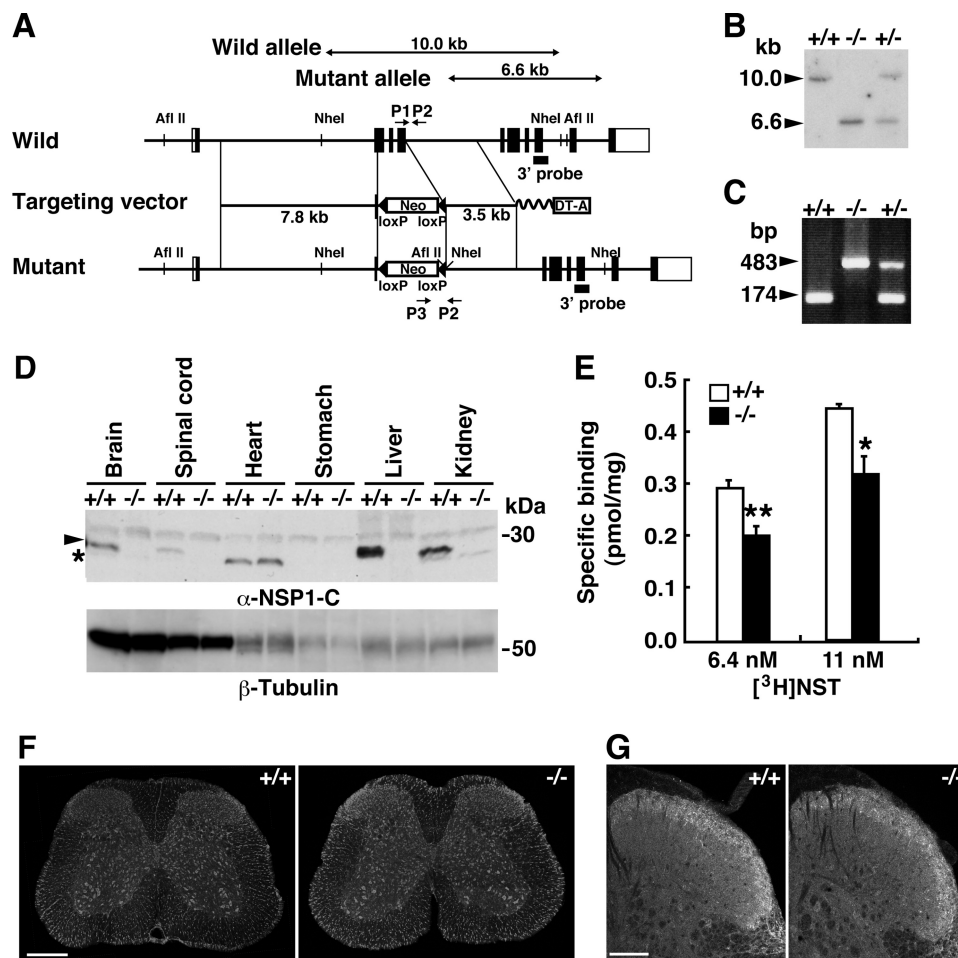 A
Wild allele
10.0 kb
Mutant allele
6.6 kb
P1 P2
Afl II
NheI
NheI Afl II
Wild
3' probe
Targeting vector
Neo
DT-A
7.8 kb
loxP loxP
3.5 kb
Afl II
NheI
Afl II
NheI
NheI
Mutant
Neo
loxP loxP
3' probe
P3 P2
B
kb
+/+ -/- +/-
10.0
6.6
C
+/+ -/- +/-
bp
483
174
D
Brain
Spinal cord
Heart
Stomach
Liver
Kidney
+/+ -/- +/+ -/- +/+ -/- +/+ -/- +/+ -/- +/+ -/-
kDa
-30
*
α-NSP1-C
-50
β-Tubulin
E
Specific binding
(pmol/mg)
0.5
0.4
0.3
0.2
0.1
0.0
+/+
-/-
**
*
6.4 nM
11 nM
[³H]NST
F
+/+
-/-
G
+/+
-/-